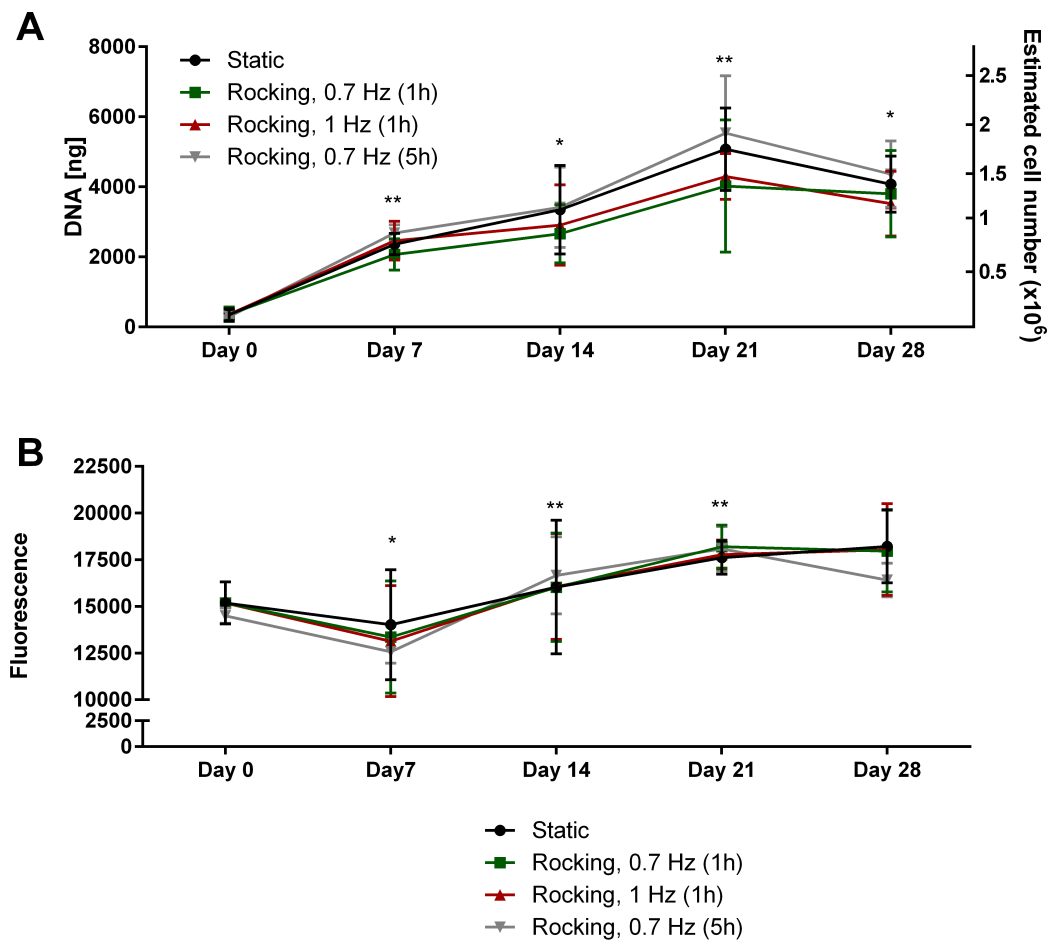 A
8000
6000
4000
2000
0
DNA [ng]
Static
Rocking, 0.7 Hz (1h)
Rocking, 1 Hz (1h)
Rocking, 0.7 Hz (5h)
**
*
**
*
2.5
2
1.5
1
0.5
Estimated cell number (x10⁶)
Day 0
Day 7
Day 14
Day 21
Day 28
B
22500
20000
17500
15000
12500
10000
2500
0
Fluorescence
*
**
**
Day 0
Day7
Day 14
Day 21
Day 28
Static
Rocking, 0.7 Hz (1h)
Rocking, 1 Hz (1h)
Rocking, 0.7 Hz (5h)